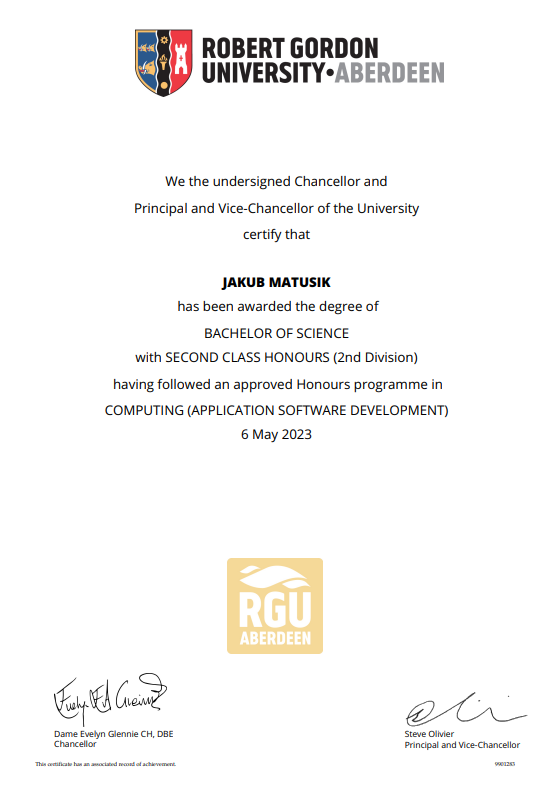 ROBERT GORDON
UNIVERSITY•ABERDEEN
We the undersigned Chancellor and
Principal and Vice-Chancellor of the University
certify that
JAKUB MATUSIK
has been awarded the degree of
BACHELOR OF SCIENCE
with SECOND CLASS HONOURS (2nd Division)
having followed an approved Honours programme in
COMPUTING (APPLICATION SOFTWARE DEVELOPMENT)
6 May 2023
RGU
ABERDEEN
Dame Evelyn Glennie CH, DBE
Chancellor
Steve Olivier
Principal and Vice-Chancellor
This certificate has an associated record of achievement.
9901283